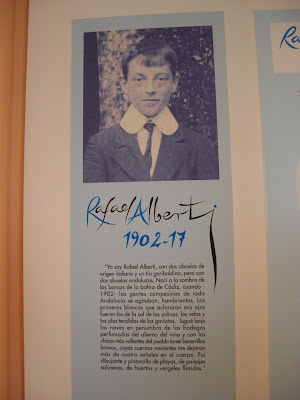 Rafael Alberti
1902-17
"Yo soy Rafael Alberti, con dos abuelos de
origen italiano y un tío garibaldino, pero con
dos abuelas andaluzas. Nací a la sombra de
las barcas de la bahía de Cádiz, cuando -
1902- las gentes campesinas de toda
Andalucía se agitaban, hambrientas. Los
primeros blancos que aclararon mis ojos
fueron los de la sal de las salinas, las velas y
las alas tendidas de las gaviotas. Jugué bajo
las naves en penumbra de las bodegas
perfumadas del aliento del vino y con los
chicos más valientes del pueblo toreé becerrillos
bravos, cuyos cuernos nacientes me dejaron
más de cuatro señales en el cuerpo. Fui
dibujante y pintorcillo de playas, de paisajes
salineros, de huertos y vergeles floridos."